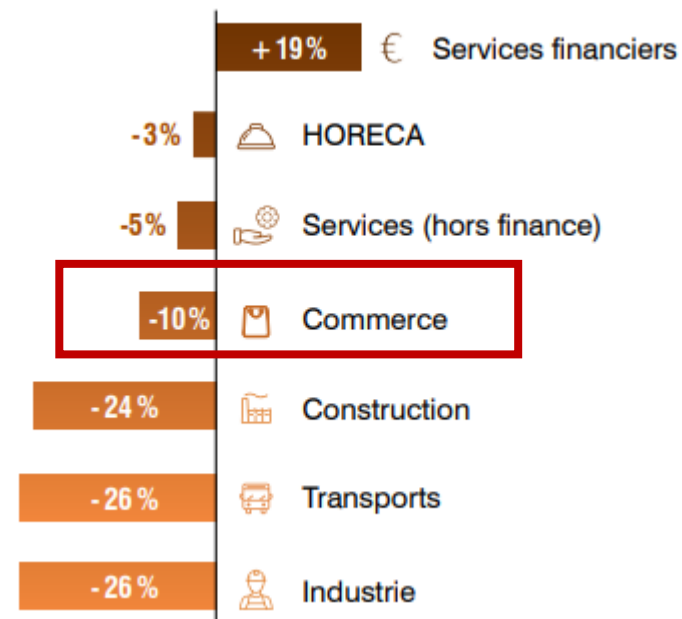 +19% € Services financiers
-3% HORECA
-5% Services (hors finance)
-10% Commerce
-24% Construction
-26% Transports
-26% Industrie